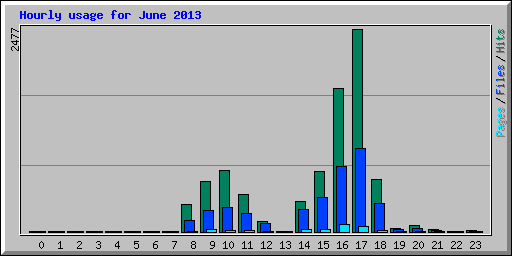 Hourly usage for June 2013
2477
Pages/Files/Hits
0 1 2 3 4 5 6 7 8 9 10 11 12 13 14 15 16 17 18 19 20 21 22 23